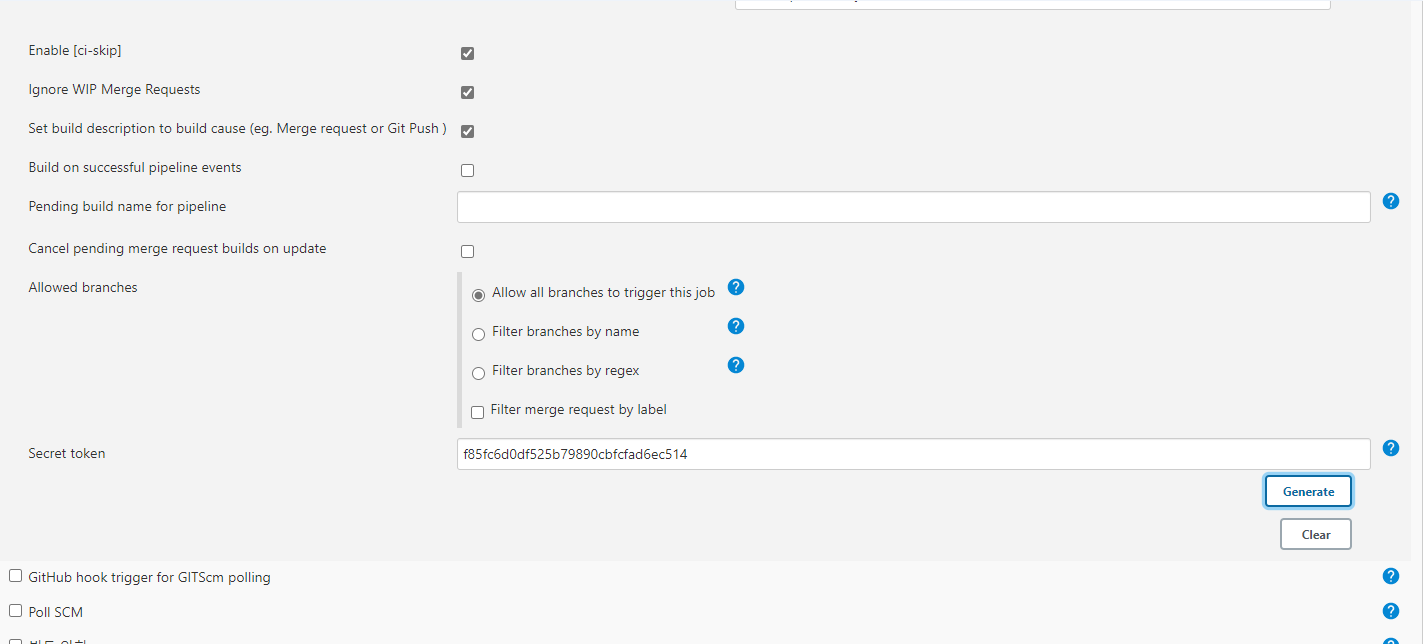 Enable [ci-skip]
Ignore WIP Merge Requests
Set build description to build cause (eg. Merge request or Git Push )
Build on successful pipeline events
Pending build name for pipeline
?
Cancel pending merge request builds on update
Allowed branches
Allow all branches to trigger this job ?
Filter branches by name ?
Filter branches by regex ?
Filter merge request by label
Secret token
f85fc6d0df525b79890cbfcfad6ec514 ?
Generate
Clear
GitHub hook trigger for GITScm polling ?
Poll SCM ?